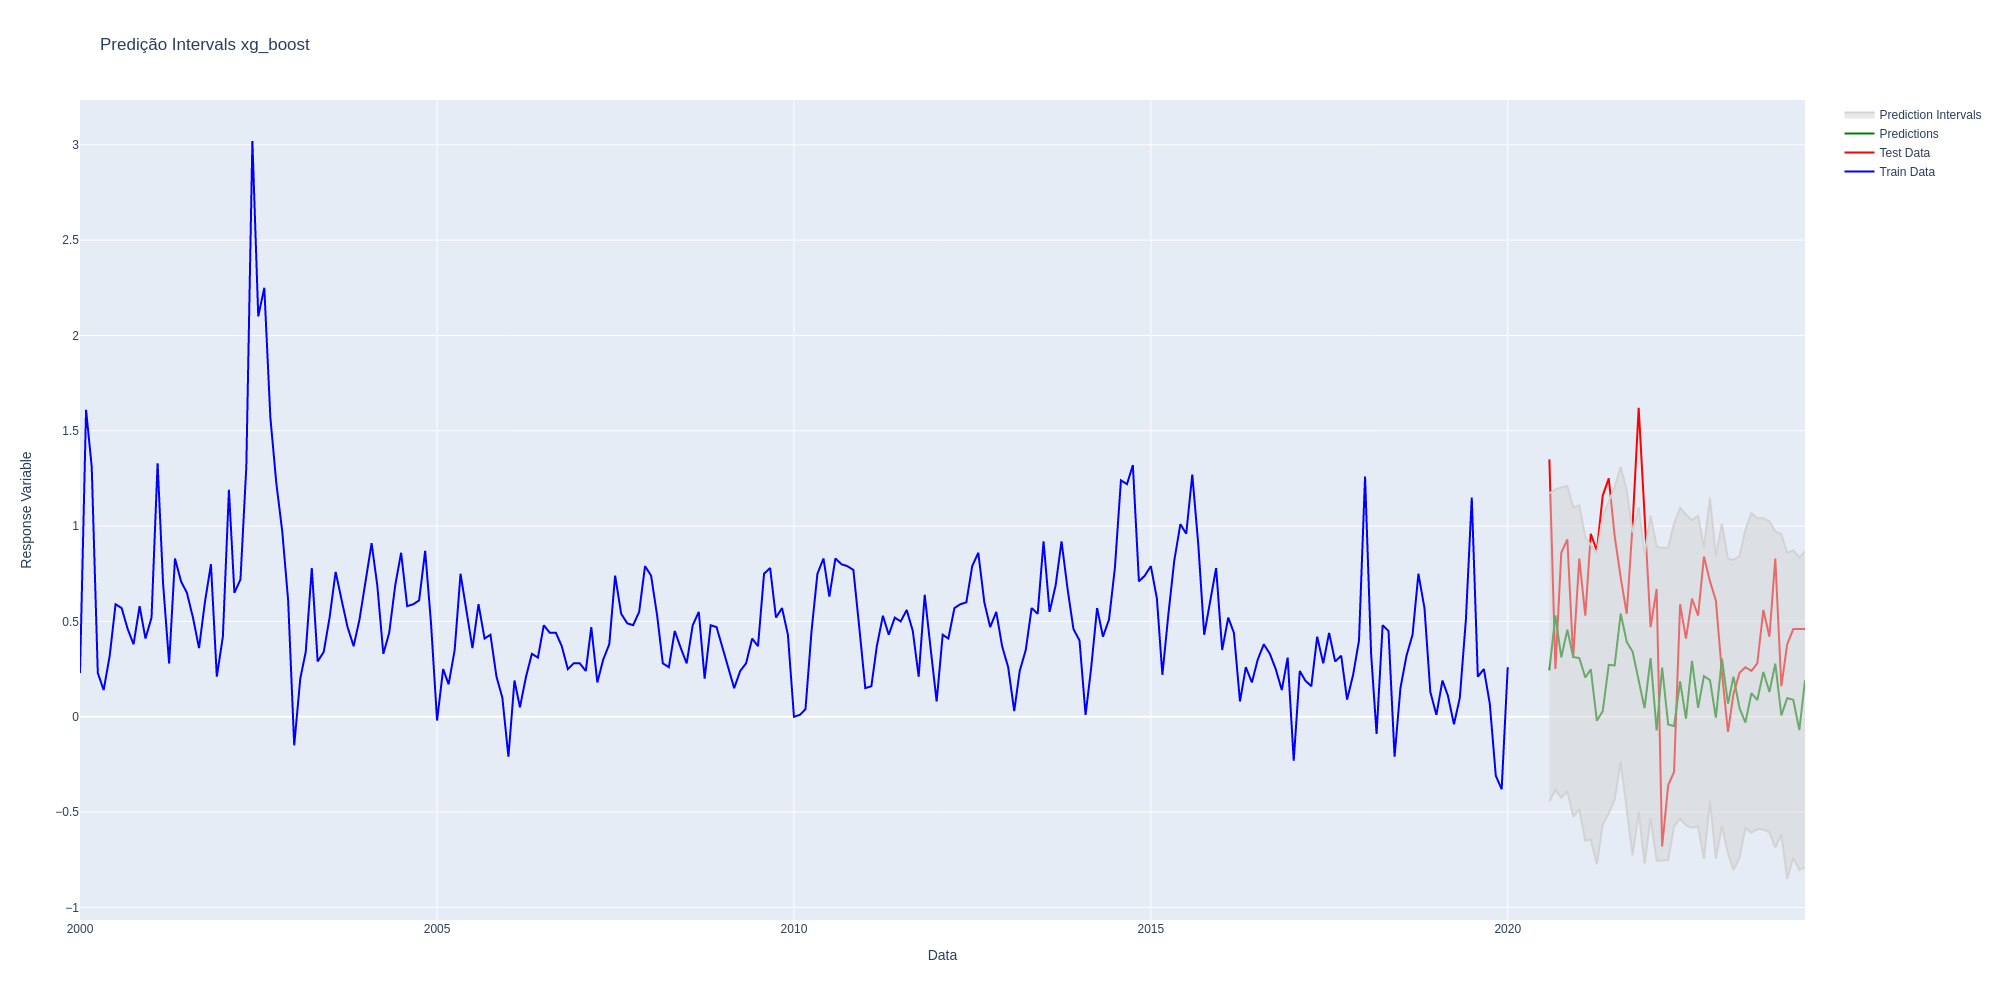 Predição Intervals xg_boost
Prediction Intervals
Predictions
Test Data
Train Data
Response Variable
3
2.5
2
1.5
1
0.5
0
−0.5
−1
2000
2005
2010
2015
2020
Data